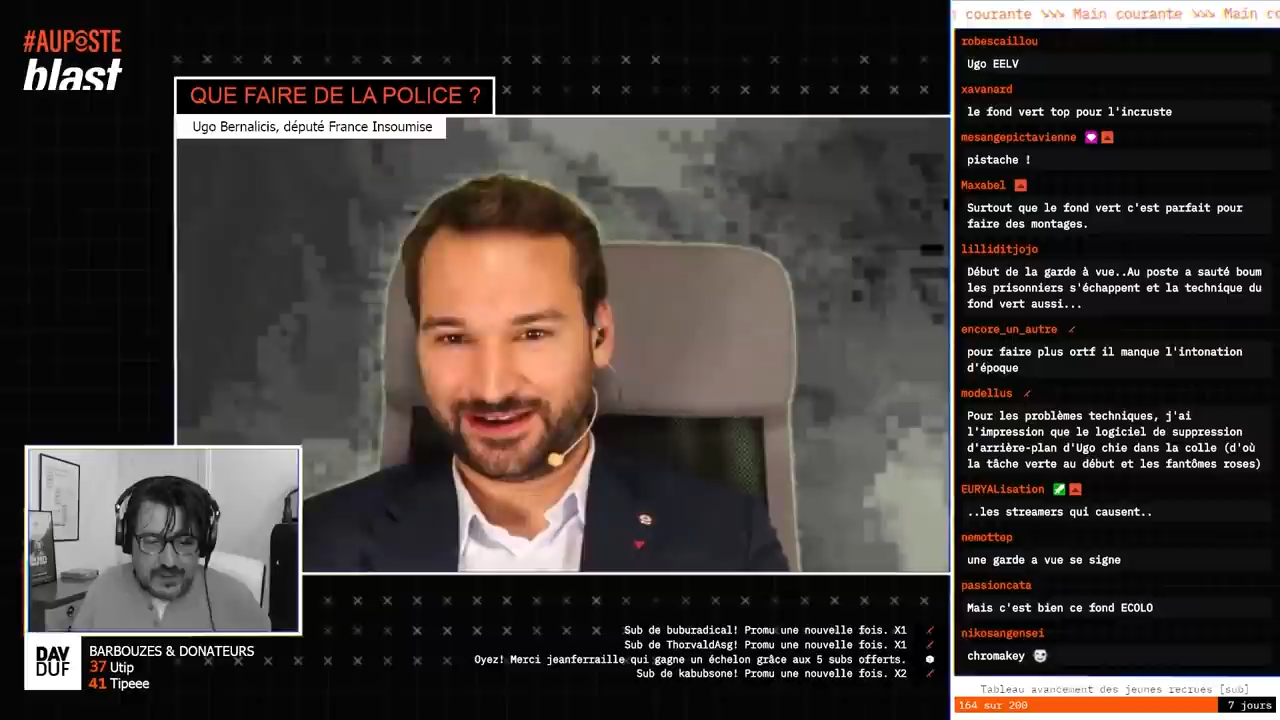 #AUPOSTE
blast
QUE FAIRE DE LA POLICE ?
Ugo Bernalicis, député France Insoumise
DAV
DUF
BARBOUZES & DONATEURS
37 Utip
41 Tipeee
Sub de buburadical! Promu une nouvelle fois. X1
Sub de ThorvaldAsg! Promu une nouvelle fois. X1
Oyez! Merci jeanferraille qui gagne un échelon grâce aux 5 subs offerts.
Sub de kabubsone! Promu une nouvelle fois. X2
courante >>> Main courante >>> Main co
robescaillou
Ugo EELV
xavanard
le fond vert top pour l'incruste
mesangepictavienne
pistache !
Maxabel
Surtout que le fond vert c'est parfait pour
faire des montages.
lilliditjojo
Début de la garde à vue..Au poste a sauté boum
les prisonniers s'échappent et la technique du
fond vert aussi...
encore_un_autre
pour faire plus ortf il manque l'intonation
d'époque
modellus
Pour les problèmes techniques, j'ai
l'impression que le logiciel de suppression
d'arrière-plan d'Ugo chie dans la colle (d'où
la tâche verte au début et les fantômes roses)
EURYALisation
..les streamers qui causent..
nemottep
une garde a vue se signe
passioncata
Mais c'est bien ce fond ECOLO
nikosangensei
chromakey
Tableau avancement des jeunes recrues [sub]
164 sur 200
7 jours